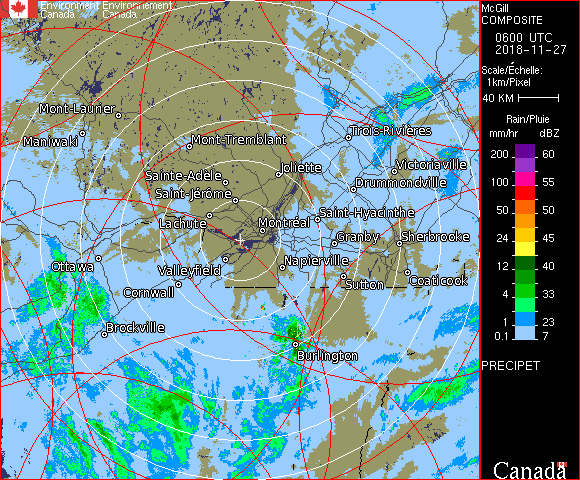 Environment Environnement
Canada Canada
McGill
COMPOSITE
0600 UTC
2018-11-27
Scale/Échelle:
1km/Pixel
40 KM
Rain/Pluie
mm/hr dBZ
200 60
100 55
50 50
24 45
12 40
4 33
1 23
0.1 7
PRECIPET
Canada
Mont-Laurier
Maniwaki
Mont-Tremblant
Trois-Rivières
Joliette
Victoriaville
Sainte-Adèle
Drummondville
Saint-Jérôme
Saint-Hyacinthe
Lachute
Montréal
Granby
Sherbrooke
Ottawa
Valleyfield
Napierville
Cornwall
Sutton
Coaticook
Brockville
Burlington